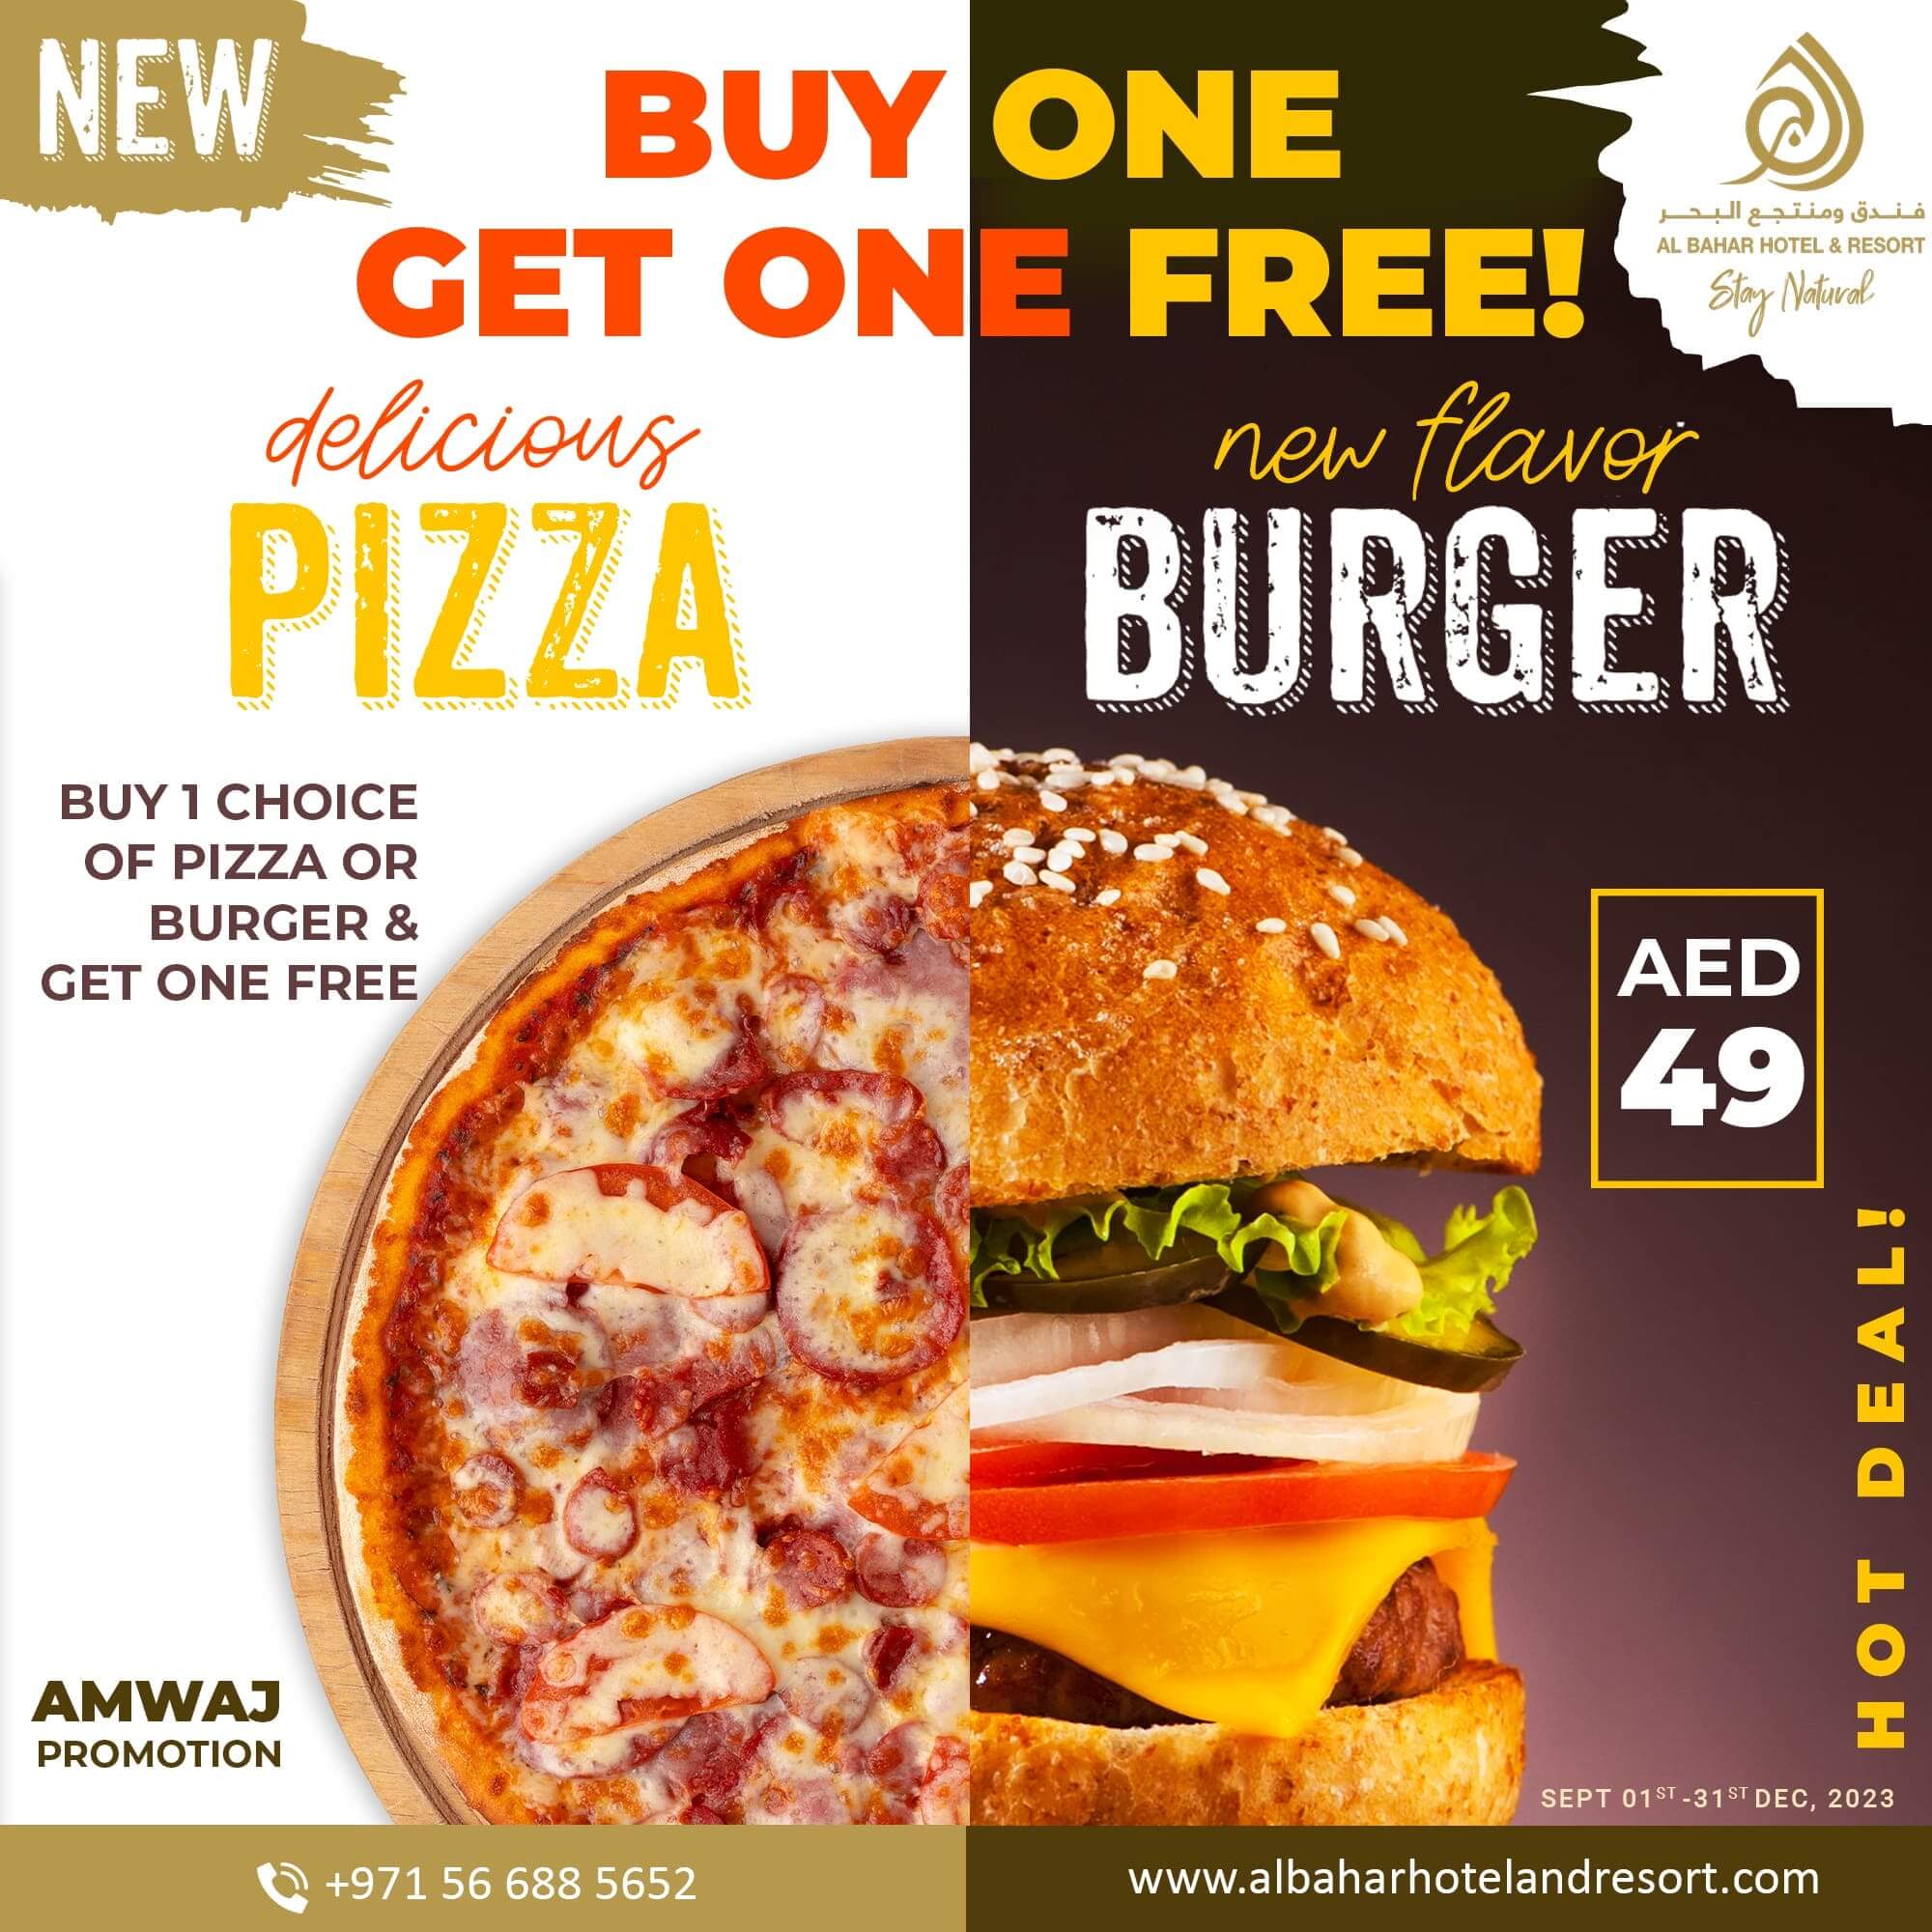 NEW
BUY ONE
GET ONE FREE!
فندق ومنتجع البحر
AL BAHAR HOTEL & RESORT
Stay Natural
delicious
PIZZA
new flavor
BURGER
BUY 1 CHOICE
OF PIZZA OR
BURGER &
GET ONE FREE
AED
49
HOT DEAL!
AMWAJ
PROMOTION
SEPT 01ST-31ST DEC, 2023
+971 56 688 5652
www.albaharhotelandresort.com